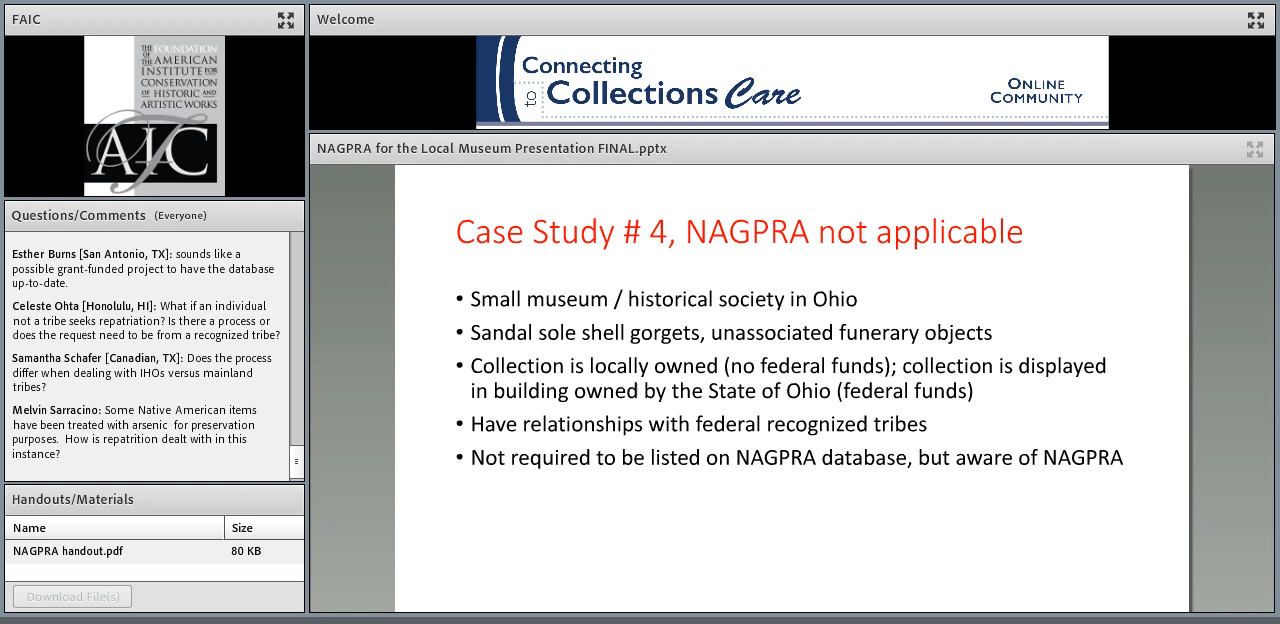 FAIC
THE FOUNDATION
OF THE AMERICAN
INSTITUTE FOR
CONSERVATION
OF HISTORIC AND
ARTISTIC WORKS
AIC
Questions/Comments (Everyone)
Esther Burns [San Antonio, TX]: sounds like a
possible grant-funded project to have the database
up-to-date.
Celeste Ohta [Honolulu, HI]: What if an individual
not a tribe seeks repatriation? Is there a process or
does the request need to be from a recognized tribe?
Samantha Schafer [Canadian, TX]: Does the process
differ when dealing with IHOs versus mainland
tribes?
Melvin Sarracino: Some Native American items
have been treated with arsenic for preservation
purposes. How is repatrition dealt with in this
instance?
Handouts/Materials
Name Size
NAGPRA handout.pdf 80 KB
Download File(s)
Welcome
Connecting
to Collections Care
ONLINE
COMMUNITY
NAGPRA for the Local Museum Presentation FINAL.pptx
Case Study # 4, NAGPRA not applicable
• Small museum / historical society in Ohio
• Sandal sole shell gorgets, unassociated funerary objects
• Collection is locally owned (no federal funds); collection is displayed
in building owned by the State of Ohio (federal funds)
• Have relationships with federal recognized tribes
• Not required to be listed on NAGPRA database, but aware of NAGPRA